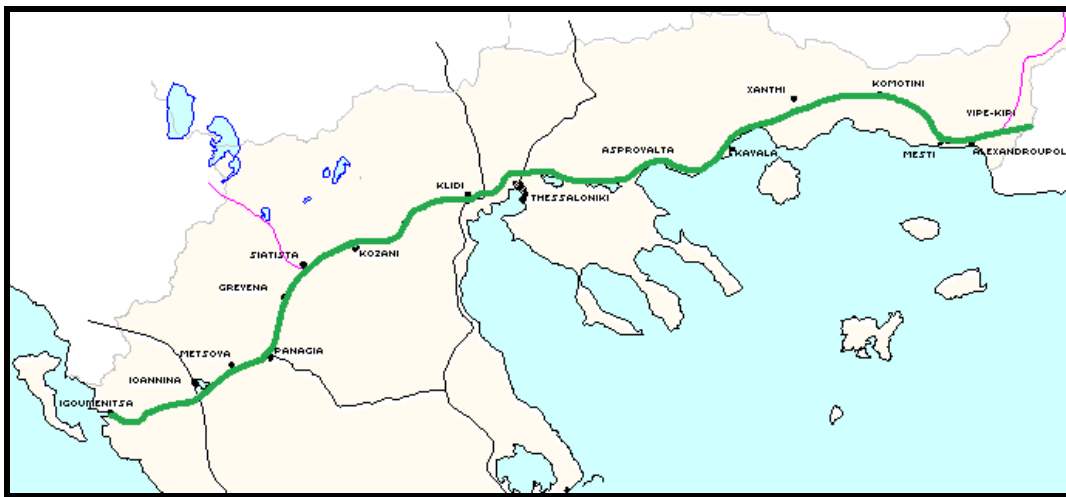 XANTHI
KOMOTINI
VIPE-KIPI
ASPROVALTA
KAVALA
MESTI
ALEXANDROUPOL
KLIDI
THESSALONIKI
SIATISTA
KOZANI
GREVENA
METSOVA
PANAGIA
IOANNINA
IGOUMENITSA